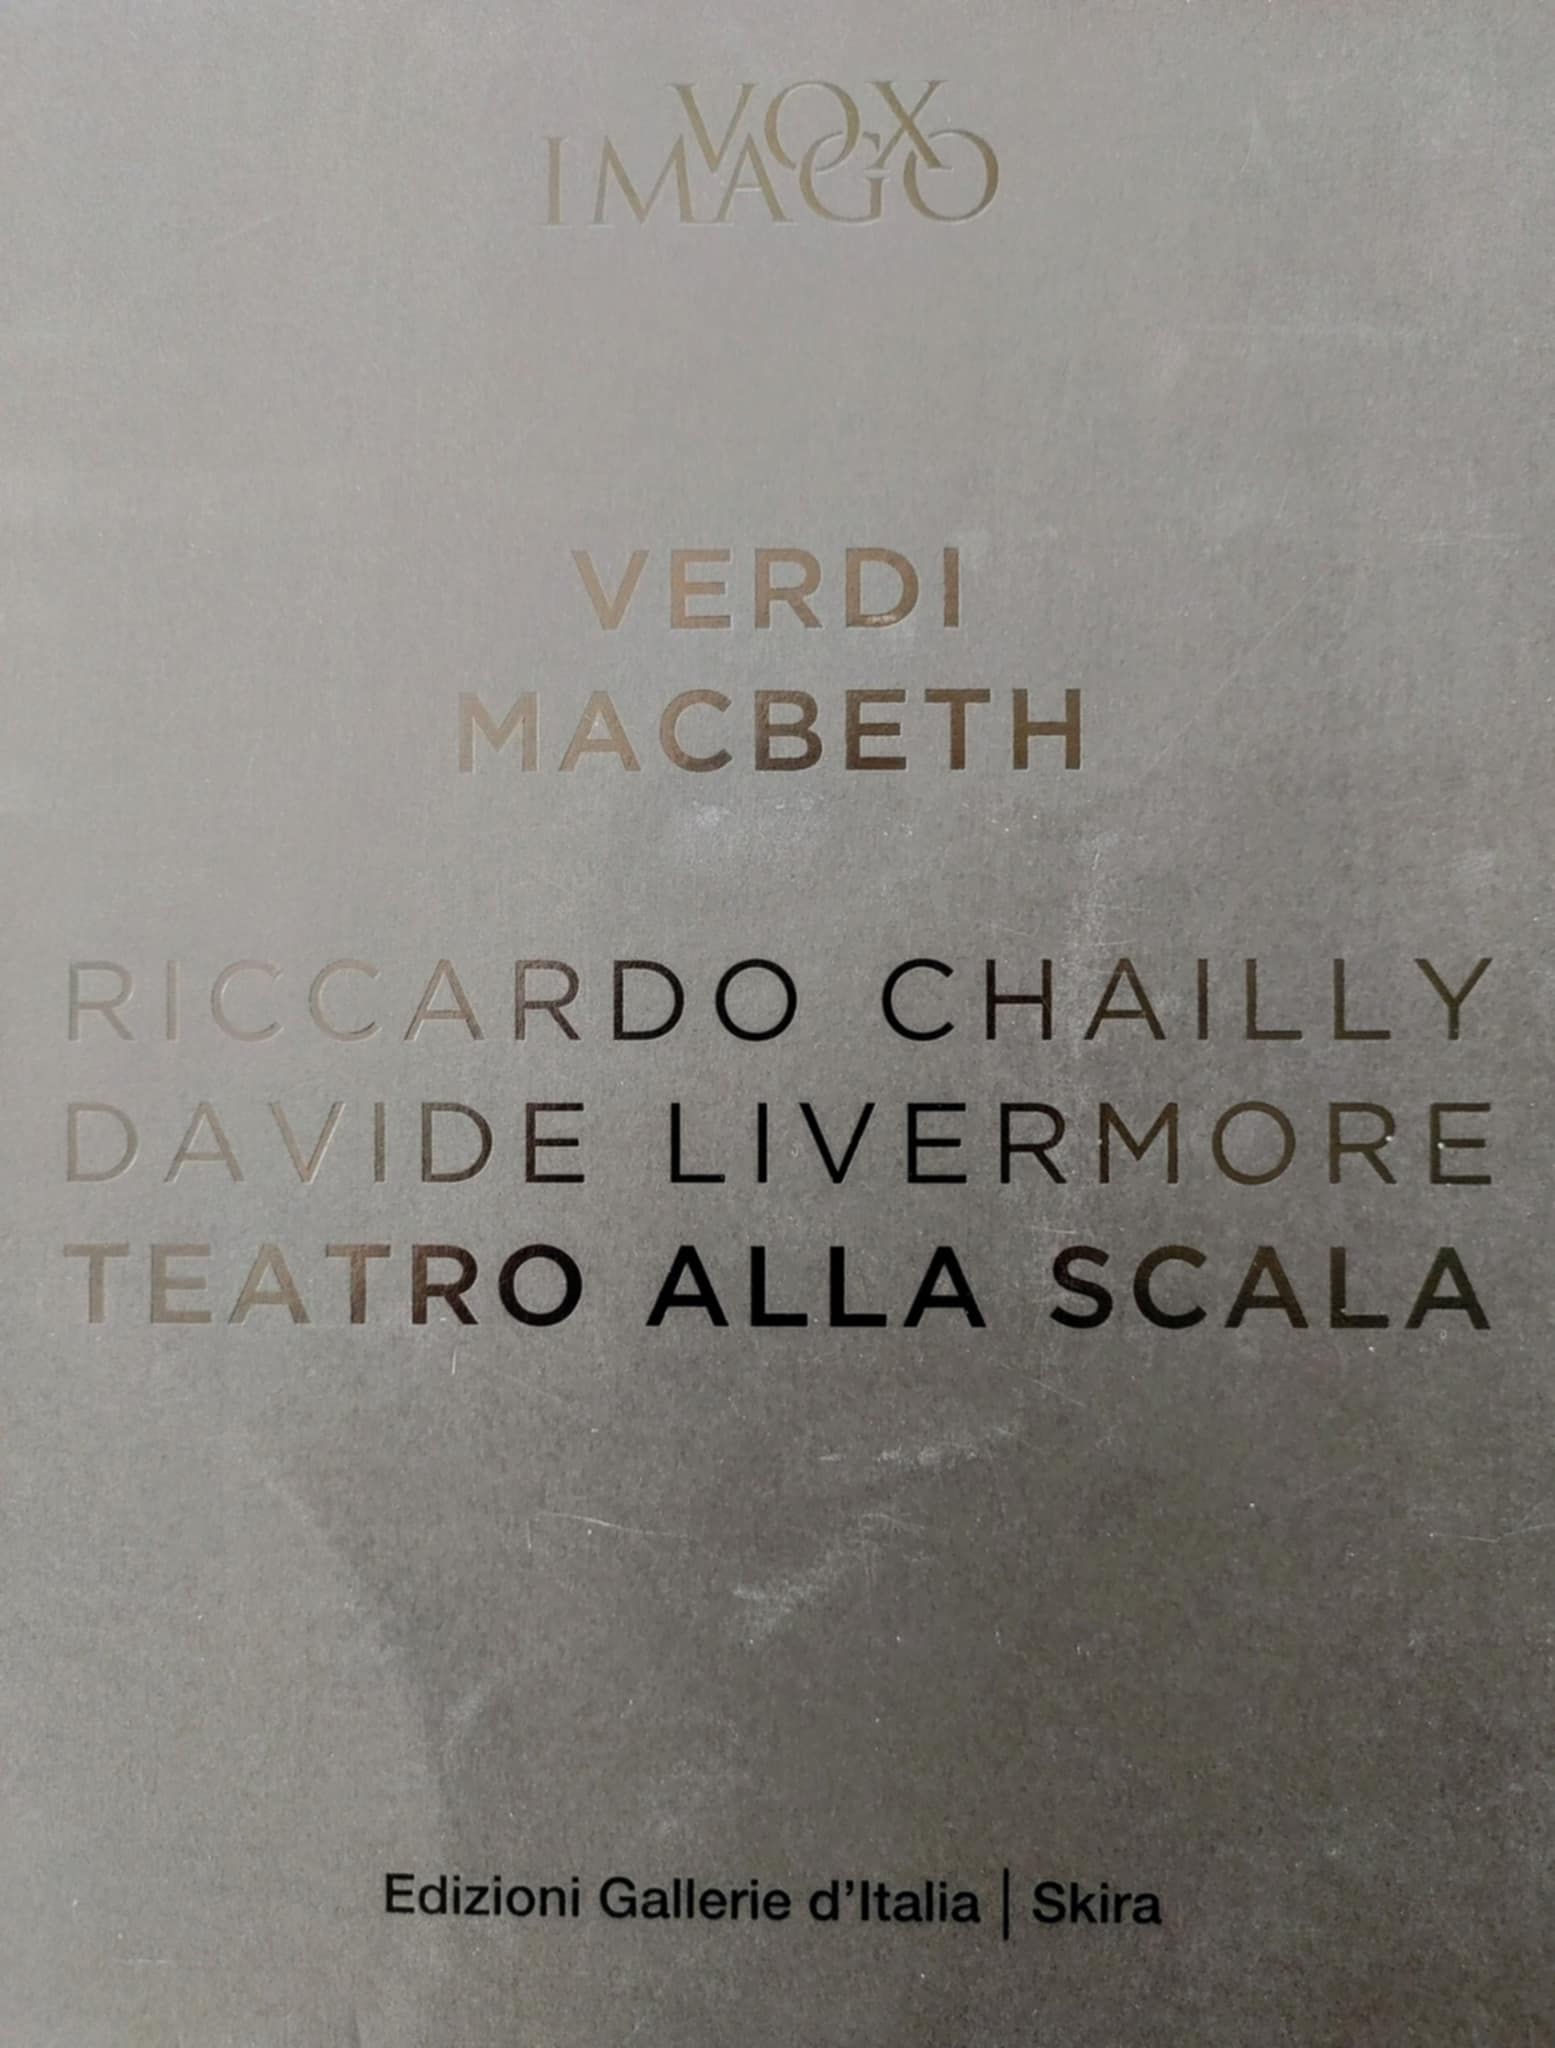 VOX
IMAGO
VERDI
MACBETH
RICCARDO CHAILLY
DAVIDE LIVERMORE
TEATRO ALLA SCALA
Edizioni Gallerie d’Italia | Skira